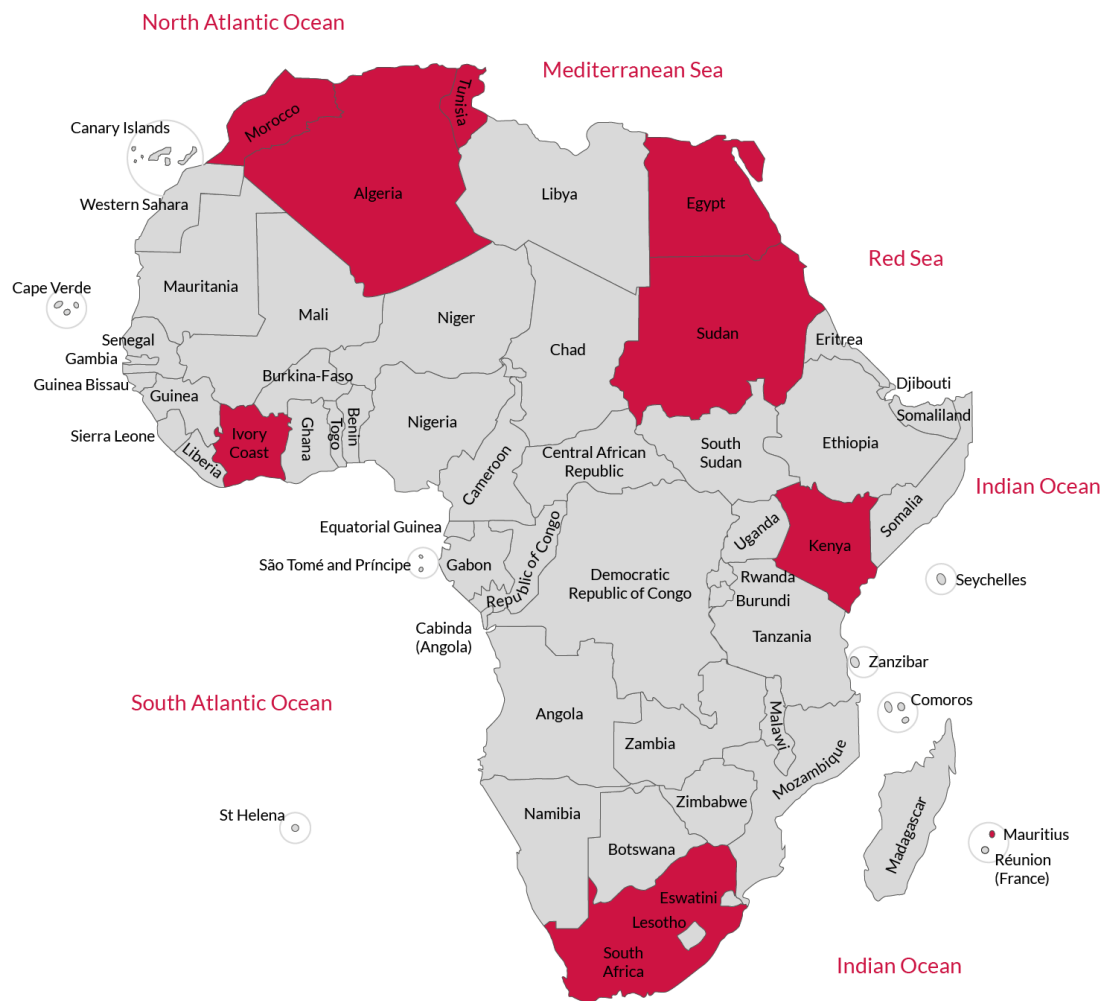 North Atlantic Ocean
Mediterranean Sea
Tunisia
Morocco
Canary Islands
Algeria
Libya
Egypt
Western Sahara
Red Sea
Cape Verde
Mauritania
Mali
Niger
Chad
Sudan
Senegal
Eritrea
Gambia
Burkina-Faso
Guinea Bissau
Guinea
Djibouti
Somaliland
Sierra Leone
Liberia
Ivory
Coast
Ghana
Togo
Benin
Nigeria
Cameroon
Central African
Republic
South
Sudan
Ethiopia
Somalia
Indian Ocean
Equatorial Guinea
São Tomé and Príncipe
Gabon
Republic of Congo
Democratic
Republic of Congo
Uganda
Kenya
Rwanda
Burundi
Seychelles
Cabinda
(Angola)
Tanzania
Zanzibar
South Atlantic Ocean
Comoros
Angola
Zambia
Malawi
Mozambique
St Helena
Namibia
Zimbabwe
Botswana
Madagascar
Mauritius
Réunion
(France)
Eswatini
Lesotho
South
Africa
Indian Ocean